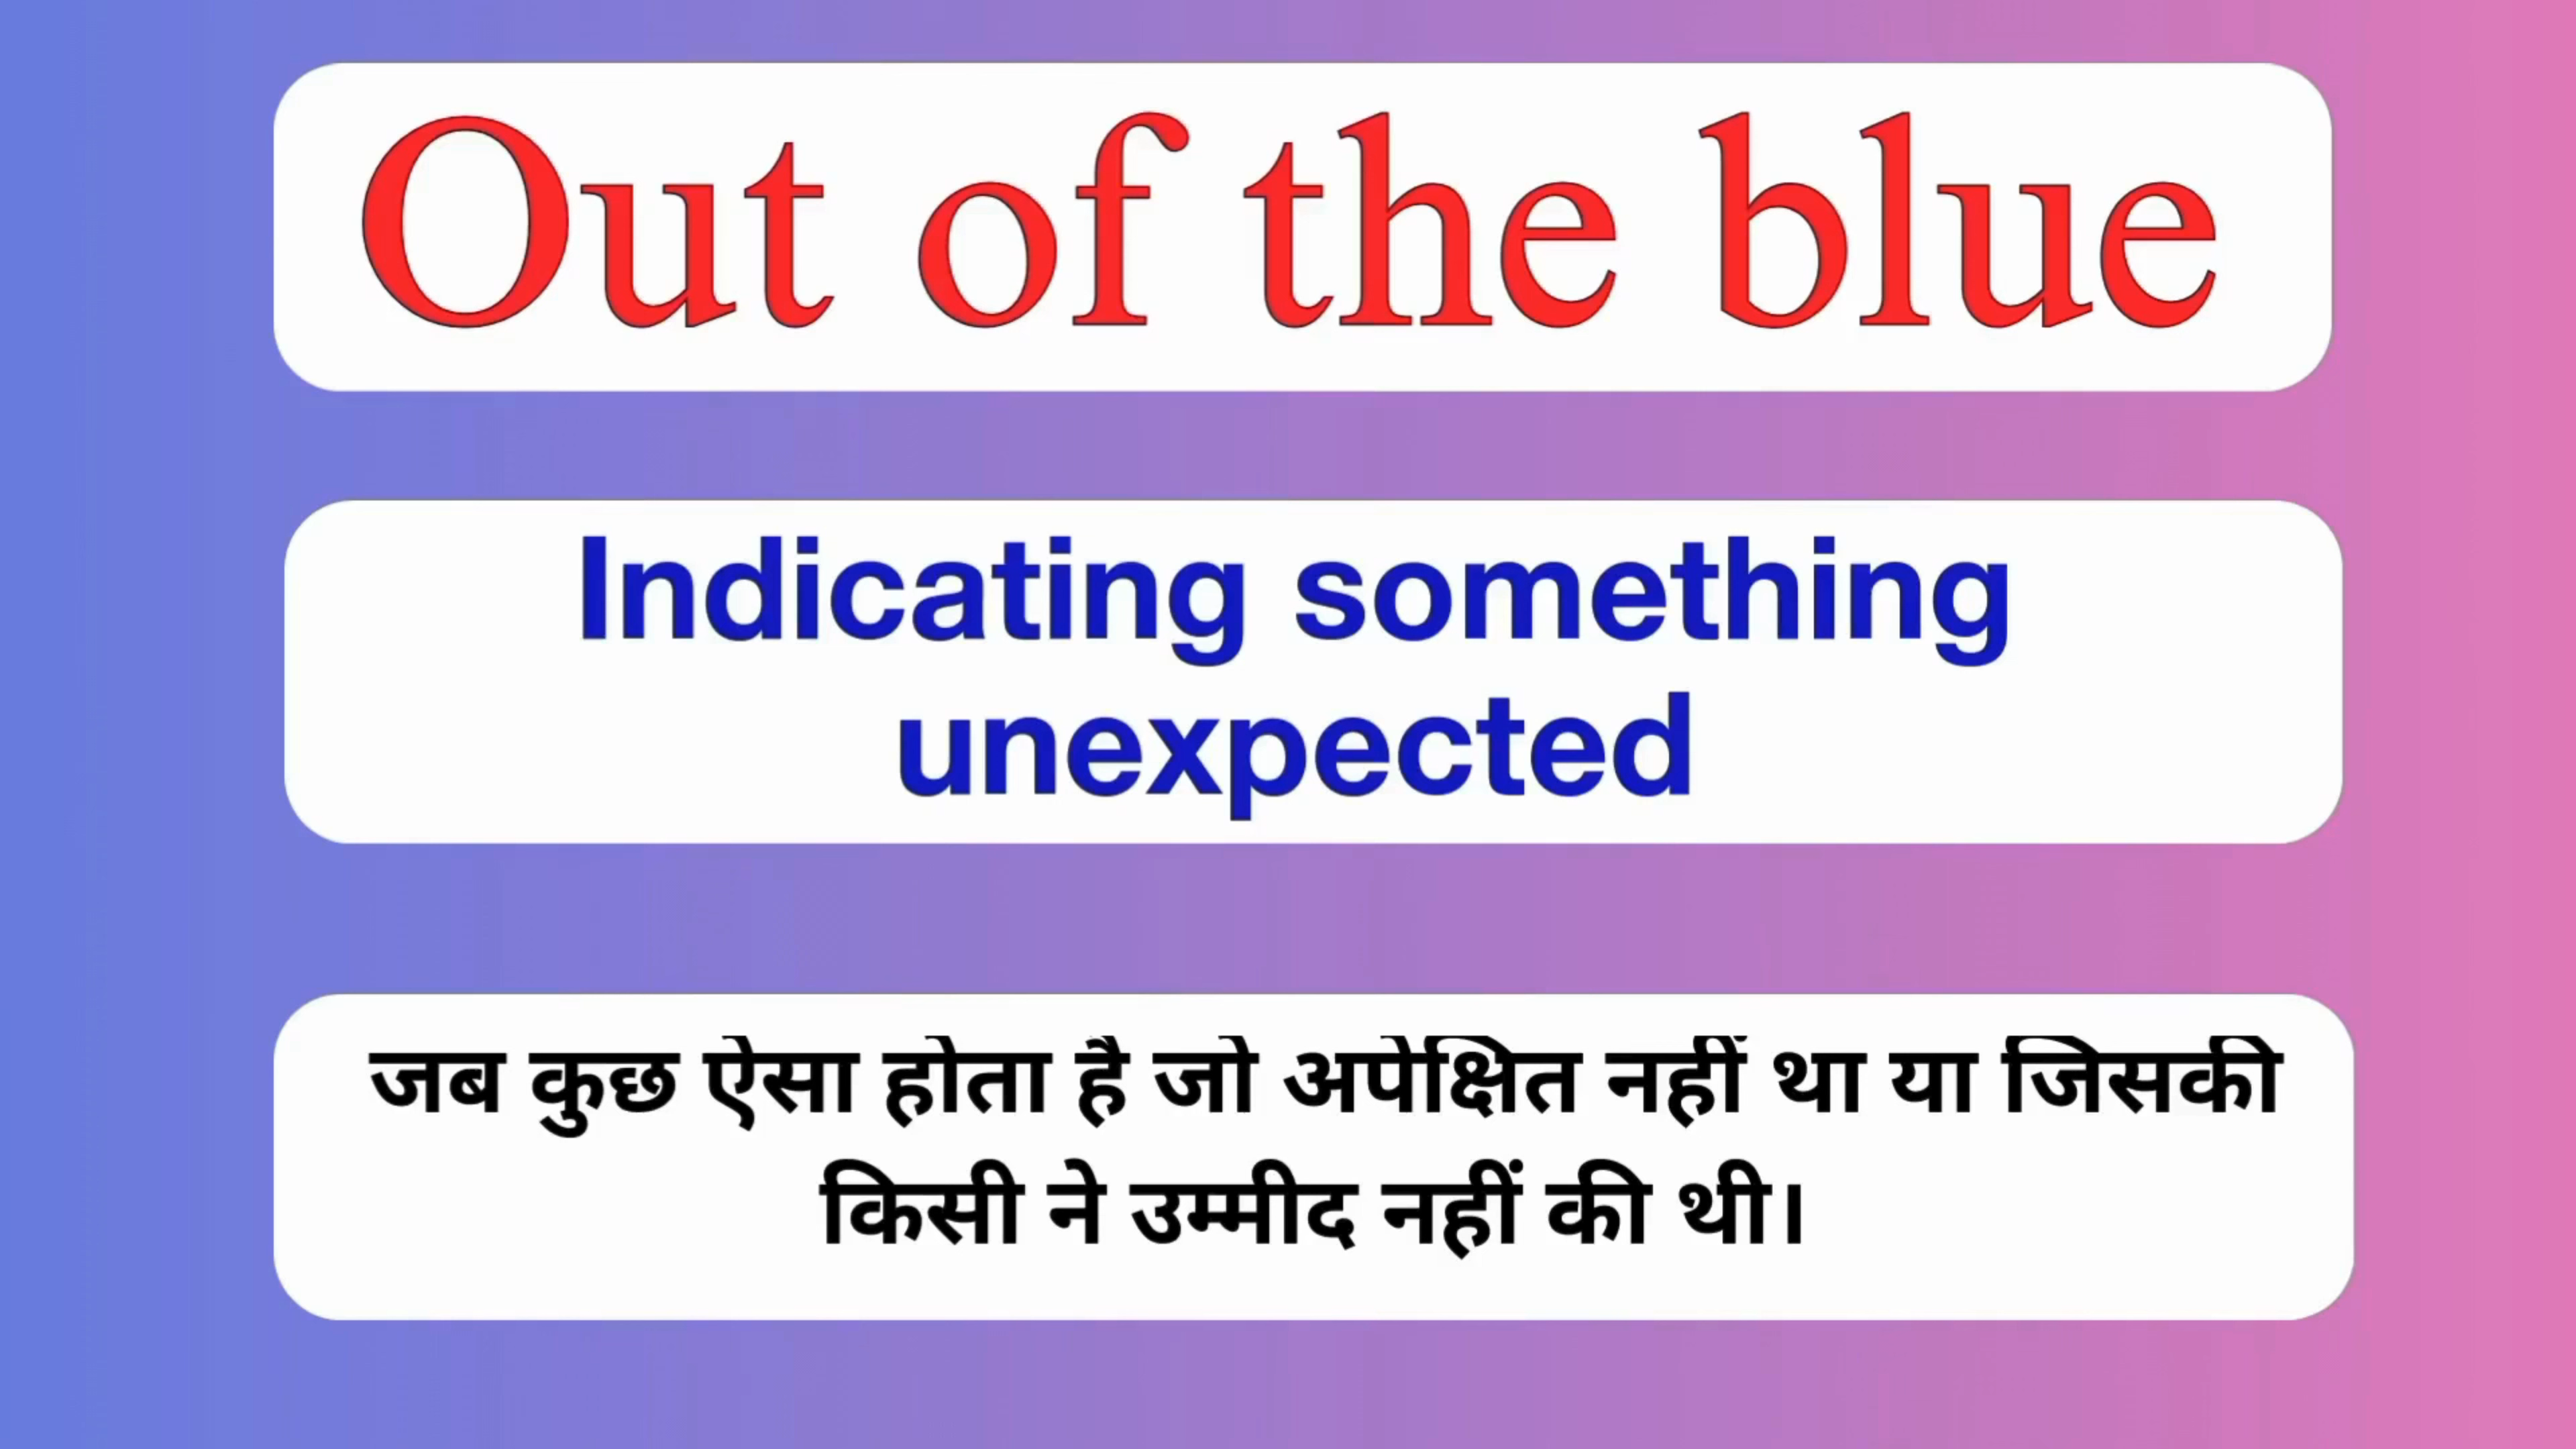 Out of the blue
Indicating something
unexpected
जब कुछ ऐसा होता है जो अपेक्षित नहीं था या जिसकी
किसी ने उम्मीद नहीं की थी।